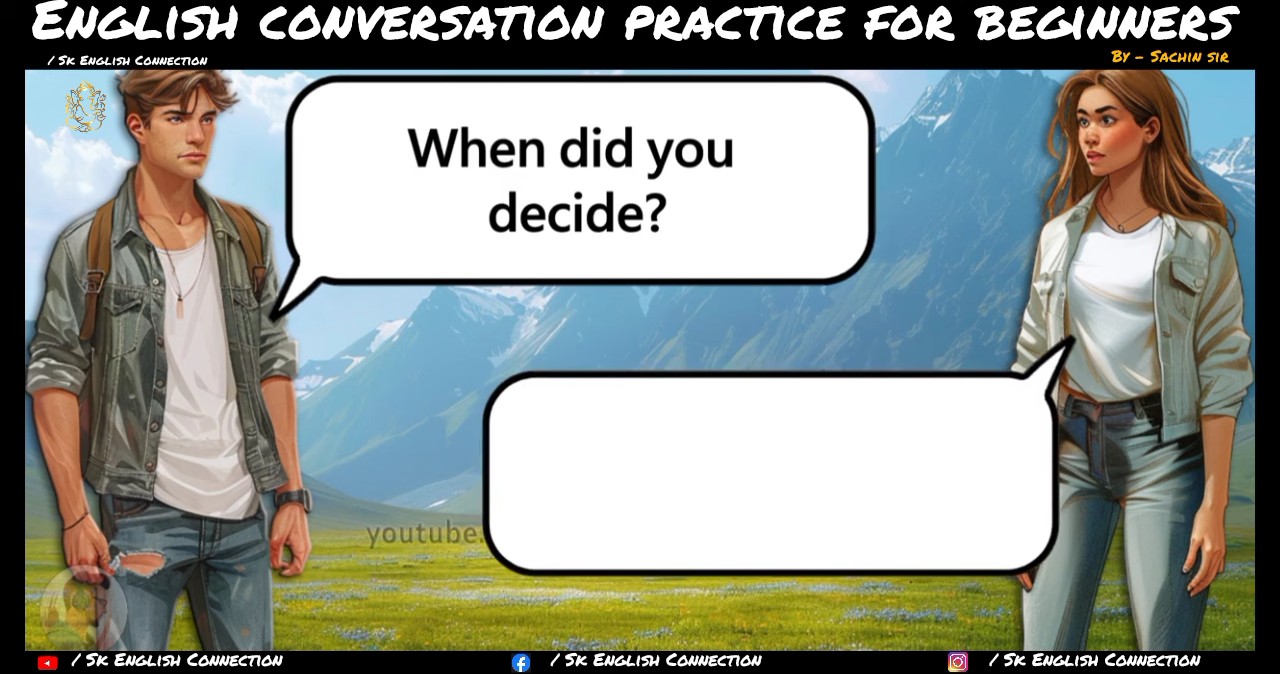 English conversation practice for beginners
/ Sk English Connection
By - Sachin sir
When did you
decide?
youtube.
/ Sk English Connection
/ Sk English Connection
/ Sk English Connection